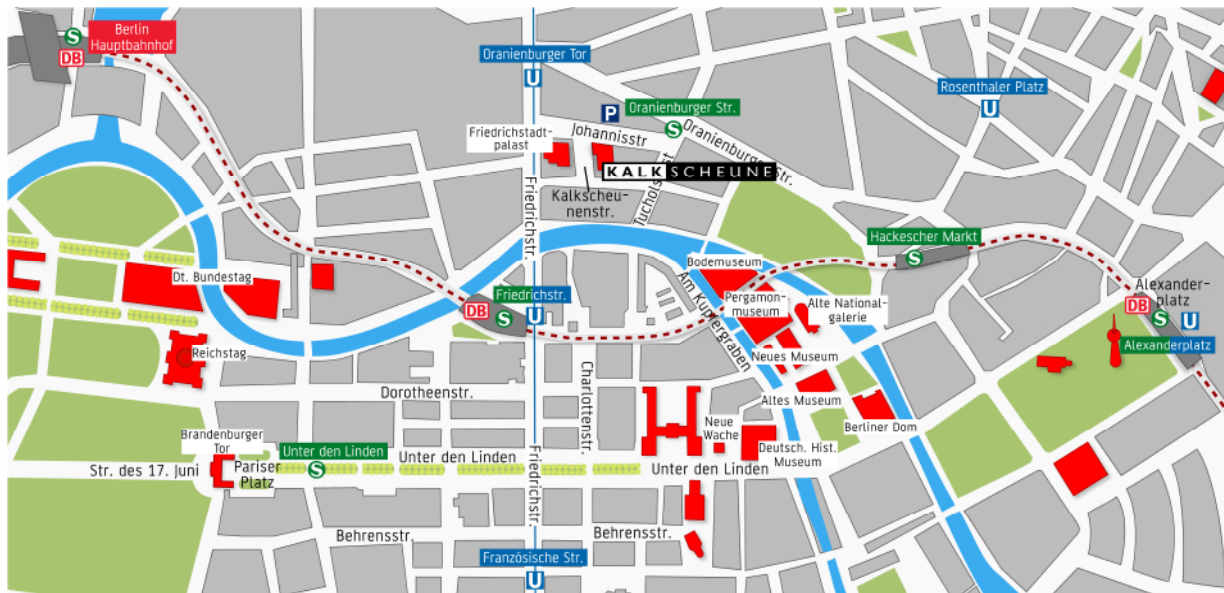 Berlin
Hauptbahnhof
S
DB
Oranienburger Tor
U
P
Oranienburger Str.
S
Rosenthaler Platz
U
Friedrichstadt-
palast
Johannisstr
Oranienburger Str.
KALKSCHEUNE
Kalkscheu-
nenstr.
Tucholskyst
Friedrichstr.
Hackescher Markt
S
Dt. Bundestag
Bodemuseum
Am Kupfergraben
Pergamon-
museum
Alte National-
galerie
Alexander-
platz
DB
S
U
Alexanderplatz
Friedrichstr.
DB
S
U
Reichstag
Neues Museum
Dorotheenstr.
Charlottenstr.
Altes Museum
Berliner Dom
Neue
Wache
Deutsch. Hist.
Museum
Brandenburger
Tor
Unter den Linden
S
Str. des 17. Juni
Pariser
Platz
Unter den Linden
Friedrichstr.
Unter den Linden
Behrensstr.
Behrensstr.
Französische Str.
U